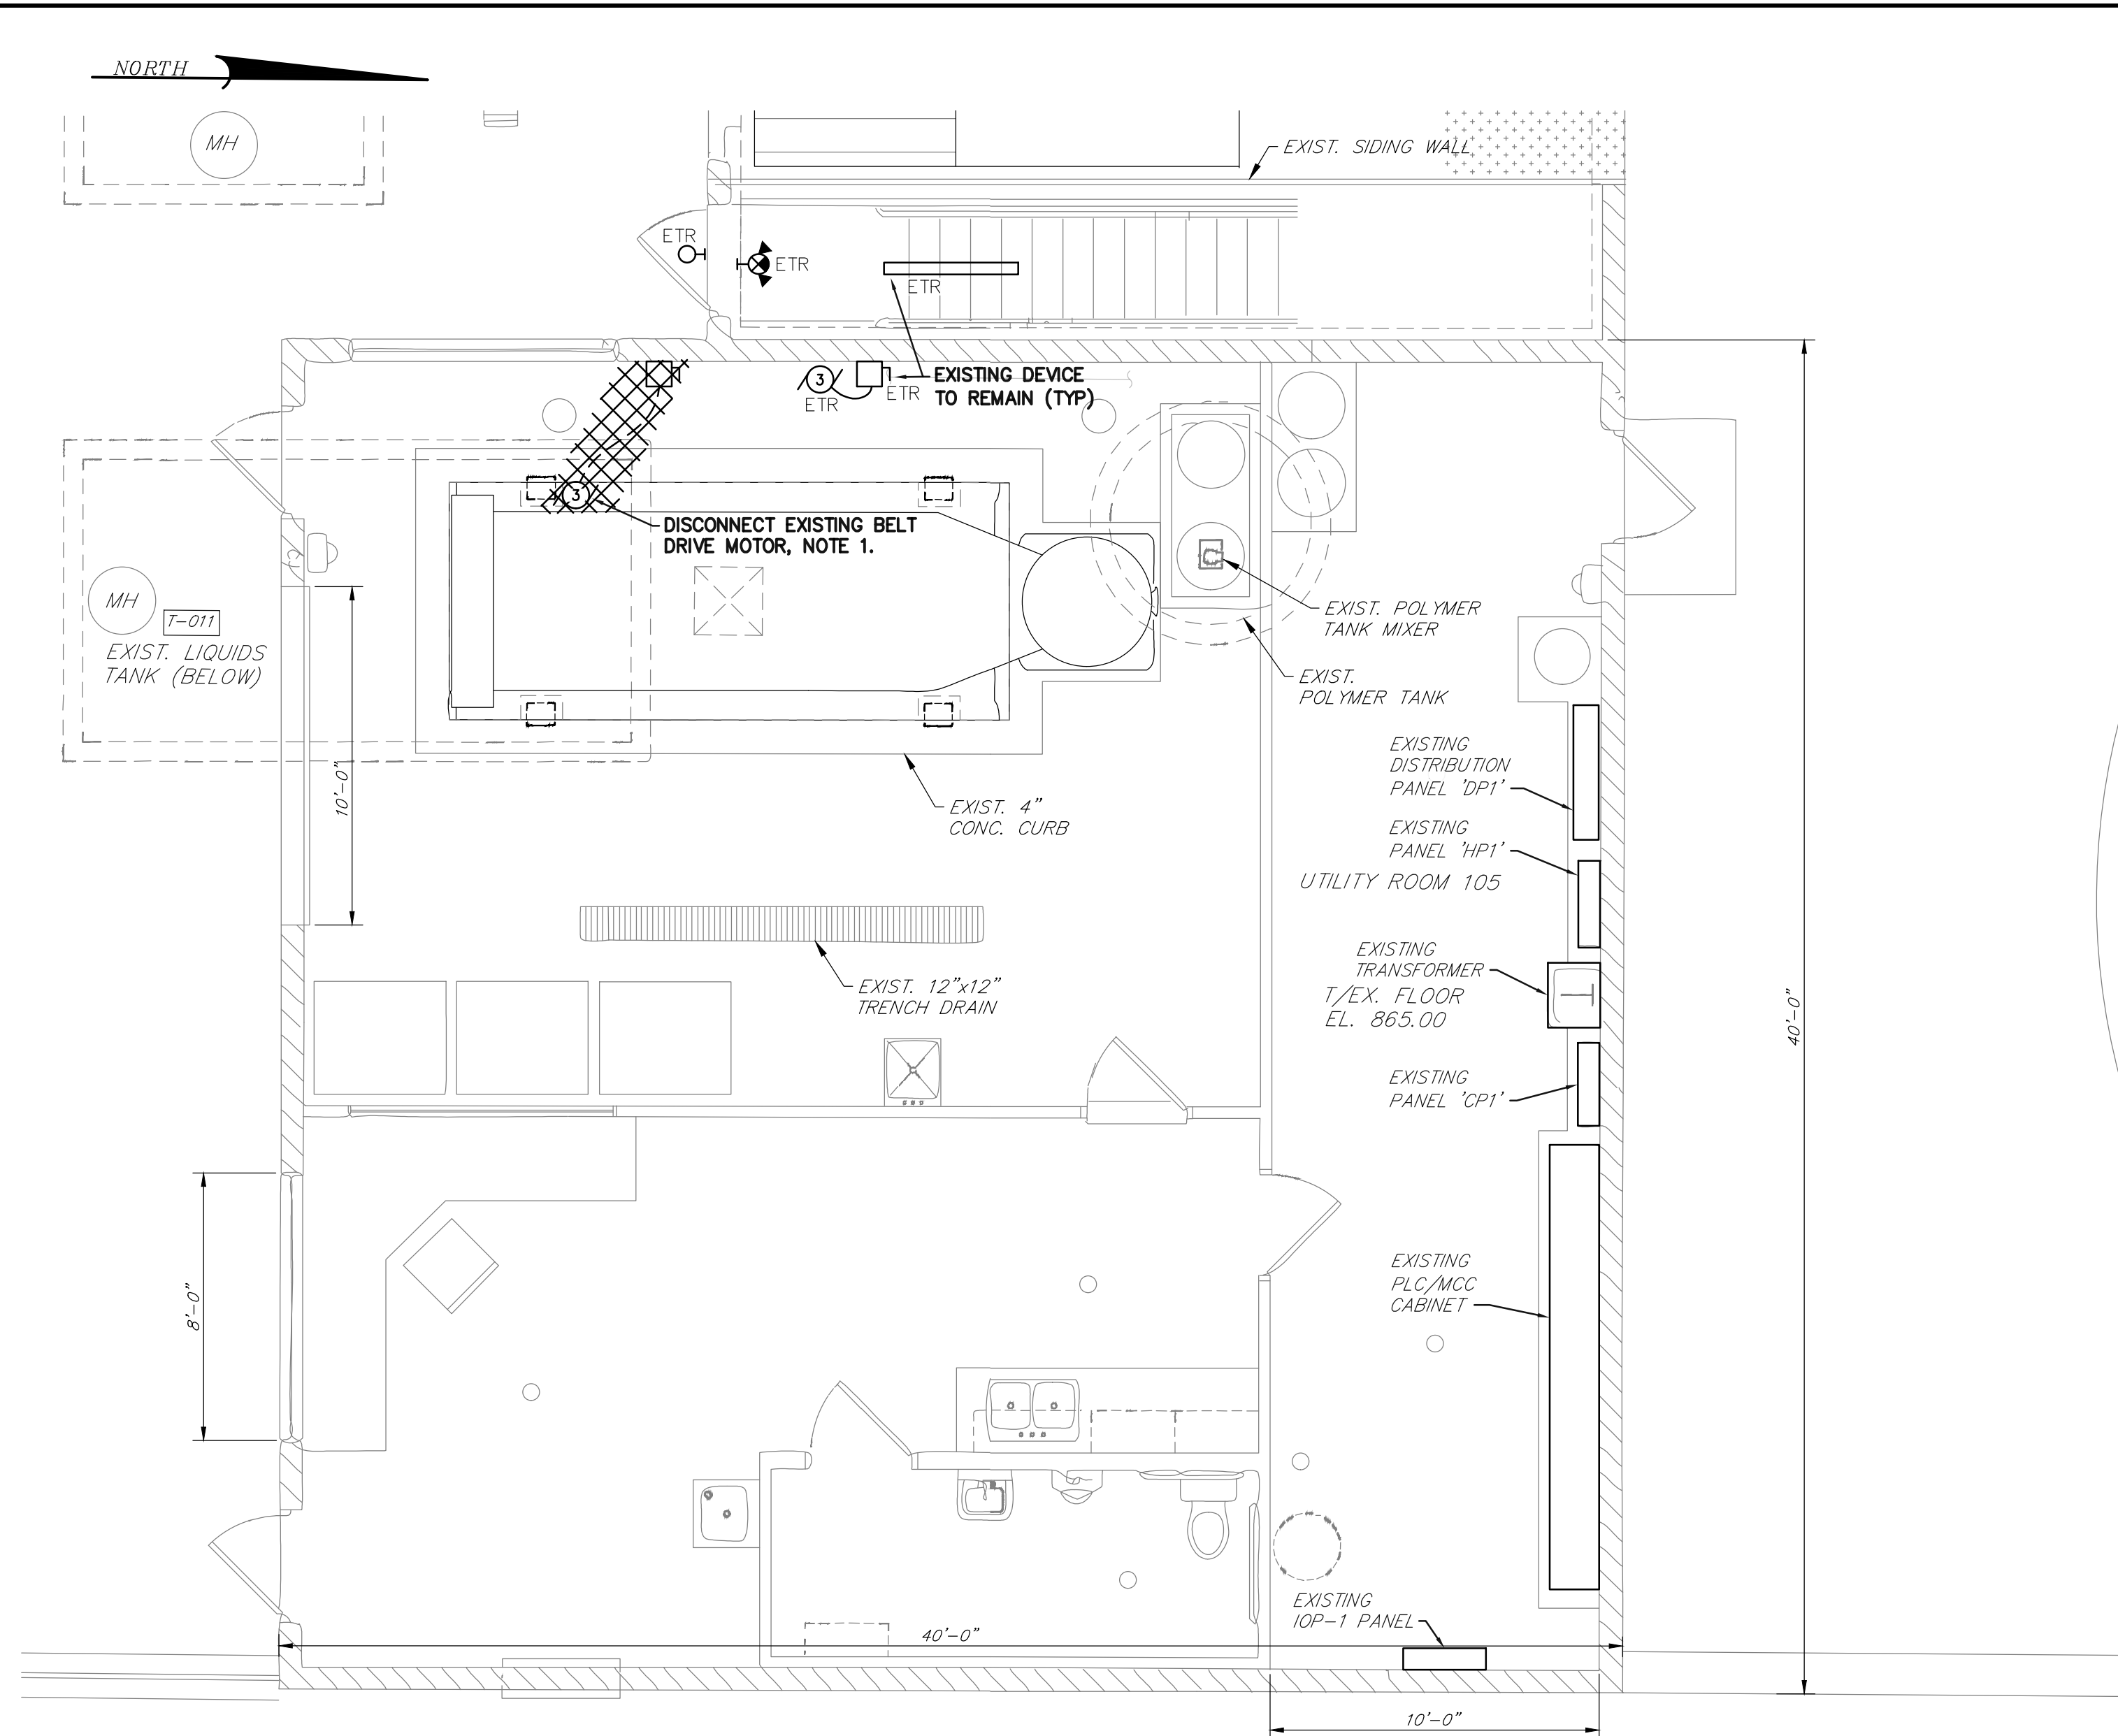 NORTH
MH
EXIST. SIDING WALL
ETR
ETR
ETR
3
ETR
ETR
EXISTING DEVICE
TO REMAIN (TYP)
3
DISCONNECT EXISTING BELT
DRIVE MOTOR, NOTE 1.
MH
T-011
EXIST. LIQUIDS
TANK (BELOW)
EXIST. POLYMER
TANK MIXER
EXIST.
POLYMER TANK
10'-0"
EXISTING
DISTRIBUTION
PANEL 'DP1'
EXIST. 4"
CONC. CURB
EXISTING
PANEL 'HP1'
UTILITY ROOM 105
EXISTING
TRANSFORMER
T
T/EX. FLOOR
EL. 865.00
EXIST. 12"x12"
TRENCH DRAIN
40'-0"
EXISTING
PANEL 'CP1'
8'-0"
EXISTING
PLC/MCC
CABINET
EXISTING
IOP-1 PANEL
40'-0"
10'-0"